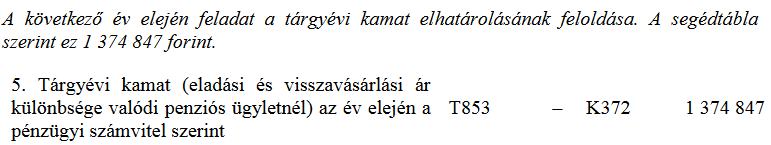 A következő év elején feladat a tárgyévi kamat elhatárolásának feloldása. A segédtábla
szerint ez 1 374 847 forint.
5. Tárgyévi kamat (eladási és visszavásárlási ár
különbsége valódi penziós ügyletnél) az év elején a T853 – K372 1 374 847
pénzügyi számvitel szerint